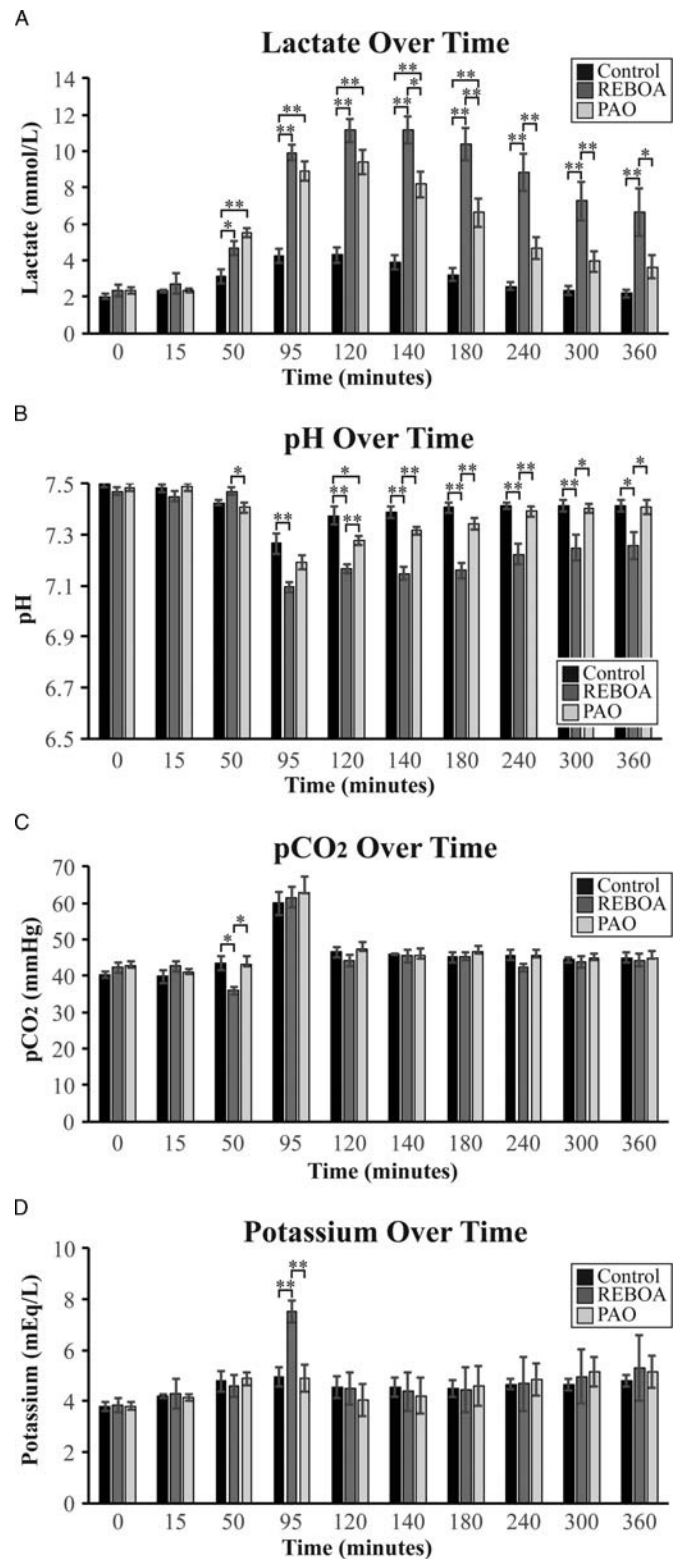 A
Lactate Over Time
Control
REBOA
PAO
14
12
10
8
6
4
2
0
Lactate (mmol/L)
** ** ** ** ** ** ** * ** ** ** ** ** ** ** * ** **
* ** *
0 15 50 95 120 140 180 240 300 360
Time (minutes)
B
pH Over Time
7.5
7.3
7.1
6.9
6.7
6.5
pH
* ** * ** ** ** ** ** ** ** ** ** * * *
Control
REBOA
PAO
0 15 50 95 120 140 180 240 300 360
Time (minutes)
C
pCO2 Over Time
Control
REBOA
PAO
70
60
50
40
30
20
10
0
pCO2 (mmHg)
* *
0 15 50 95 120 140 180 240 300 360
Time (minutes)
D
Potassium Over Time
Control
REBOA
PAO
10
8
6
4
2
0
Potassium (mEq/L)
** **
0 15 50 95 120 140 180 240 300 360
Time (minutes)